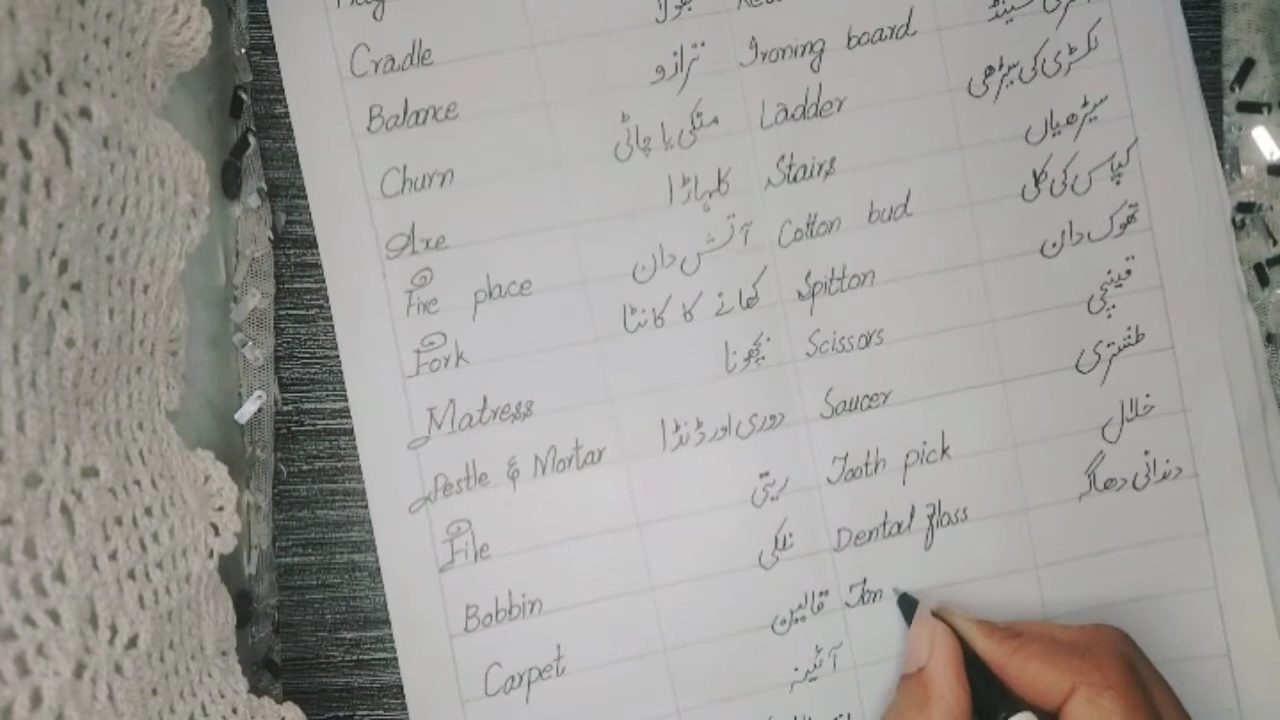 Cradle
Balance ترازو Ironing board
Churn مٹکی یا چاٹی Ladder لکڑی کی سیڑھی
Axe کلہاڑا Stairs سیڑھیاں
Fire place آتش دان Cotton bud کپاس کی کلی
Fork کھانے کا کانٹا Spitton تھوک دان
Matress بچھونا Scissors قینچی
Pestle & Mortar دوری اور ڈنڈا Saucer طشتری
File ریتی Tooth pick خلال
Bobbin نلکی Dental floss دندانی دھاگہ
Carpet قالین Ton
آئینہ